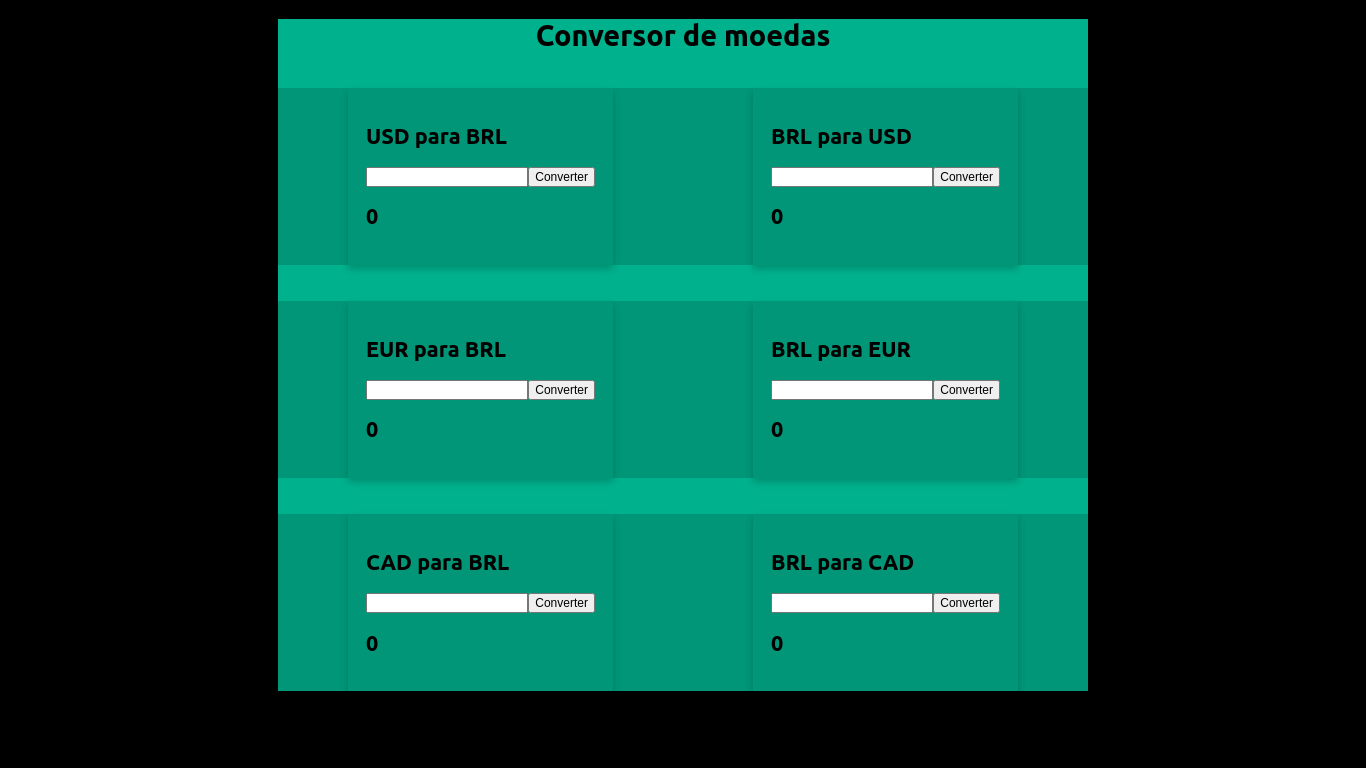 Conversor de moedas
USD para BRL
Converter
0
BRL para USD
Converter
0
EUR para BRL
Converter
0
BRL para EUR
Converter
0
CAD para BRL
Converter
0
BRL para CAD
Converter
0